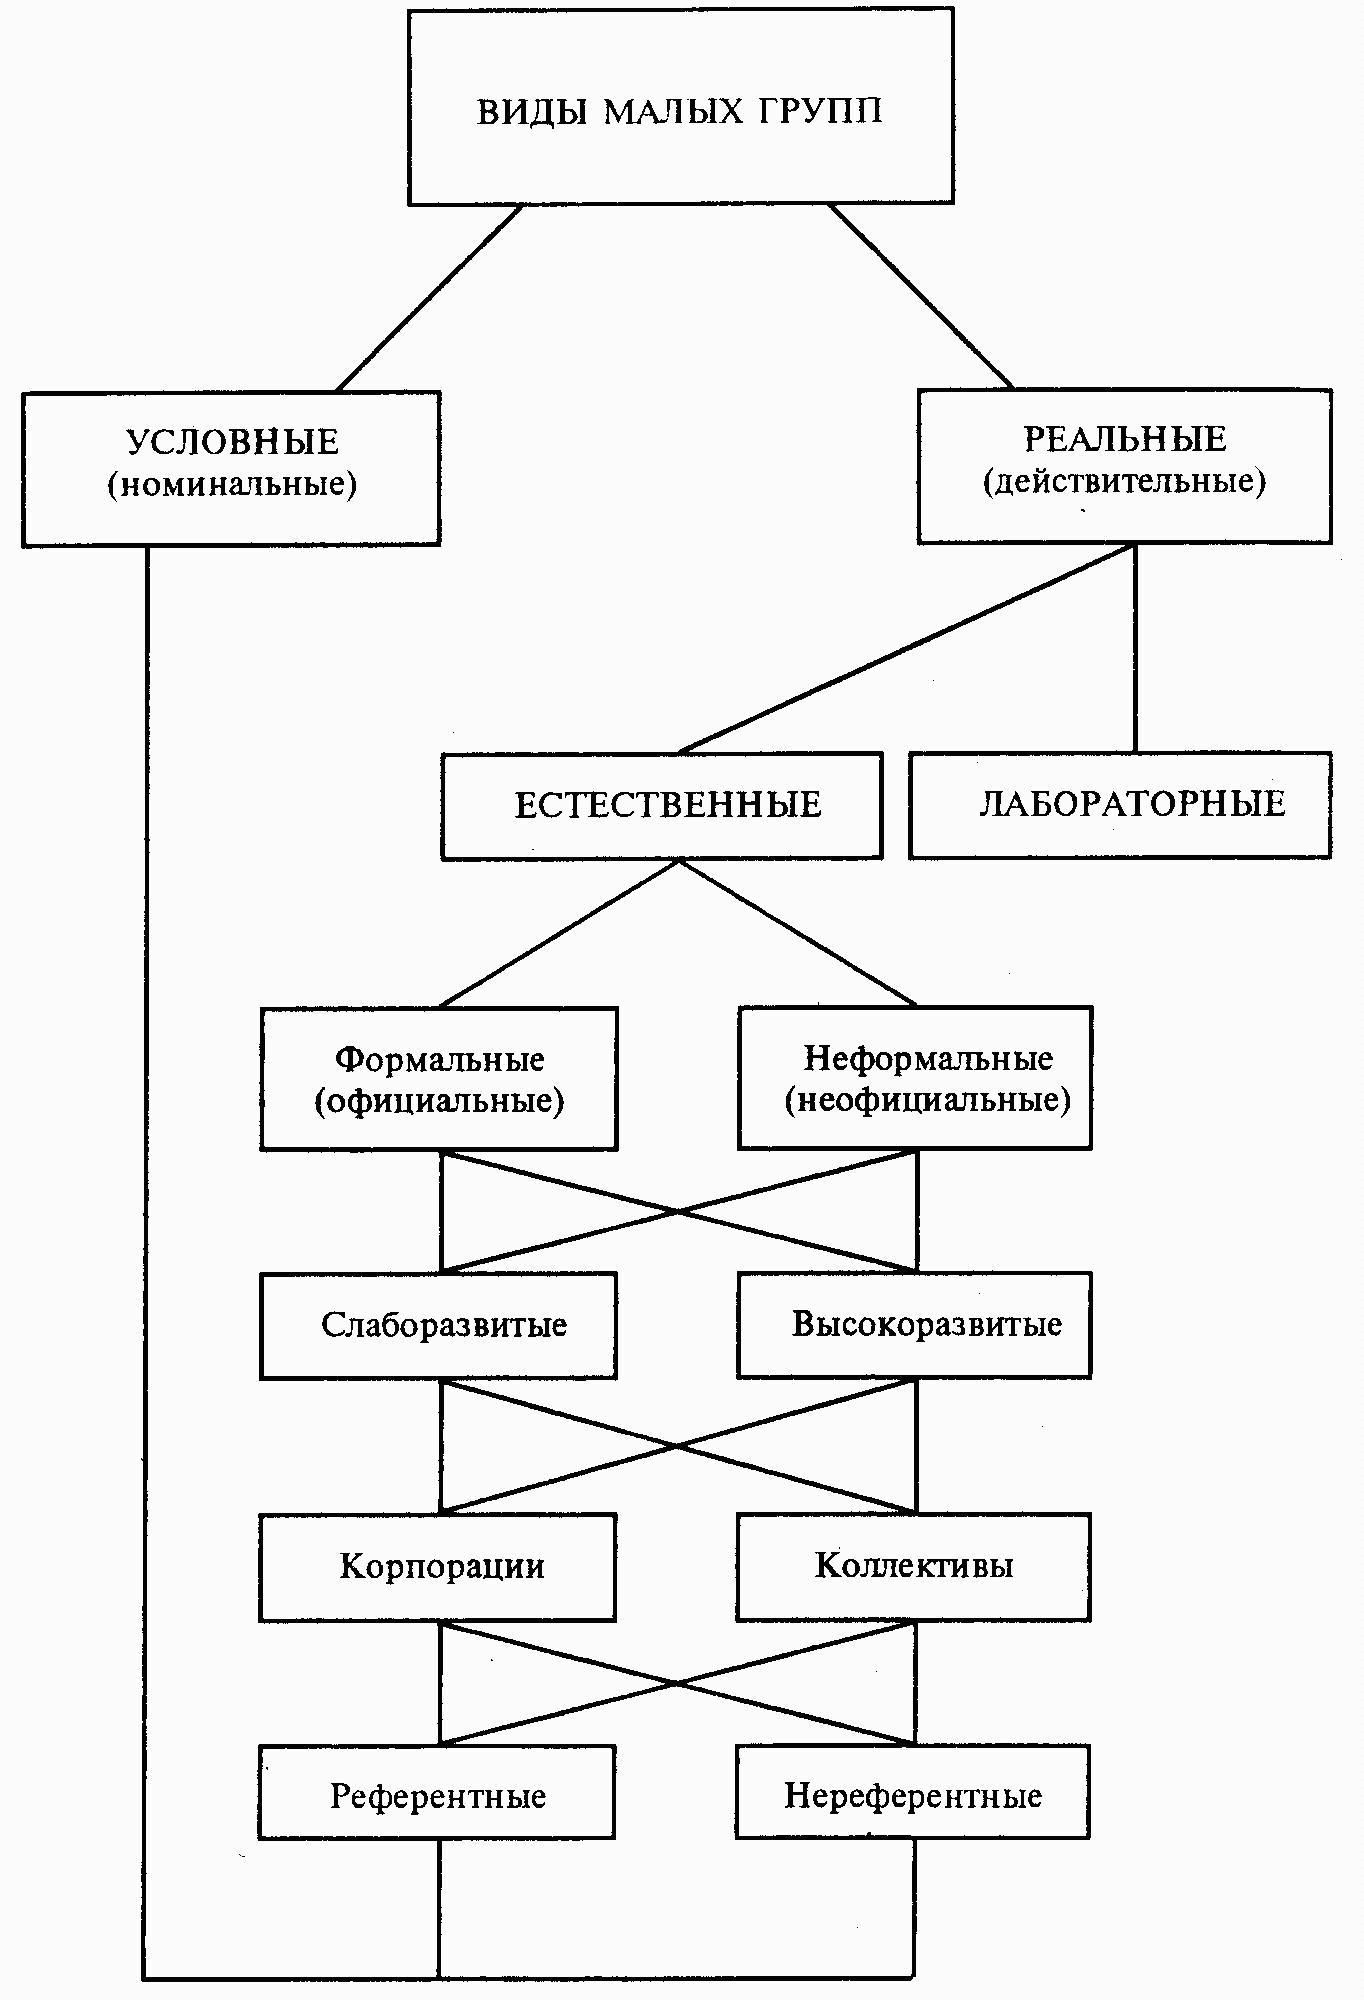 ВИДЫ МАЛЫХ ГРУПП
УСЛОВНЫЕ
(номинальные)
РЕАЛЬНЫЕ
(действительные)
ЕСТЕСТВЕННЫЕ
ЛАБОРАТОРНЫЕ
Формальные
(официальные)
Неформальные
(неофициальные)
Слаборазвитые
Высокоразвитые
Корпорации
Коллективы
Референтные
Нереферентные